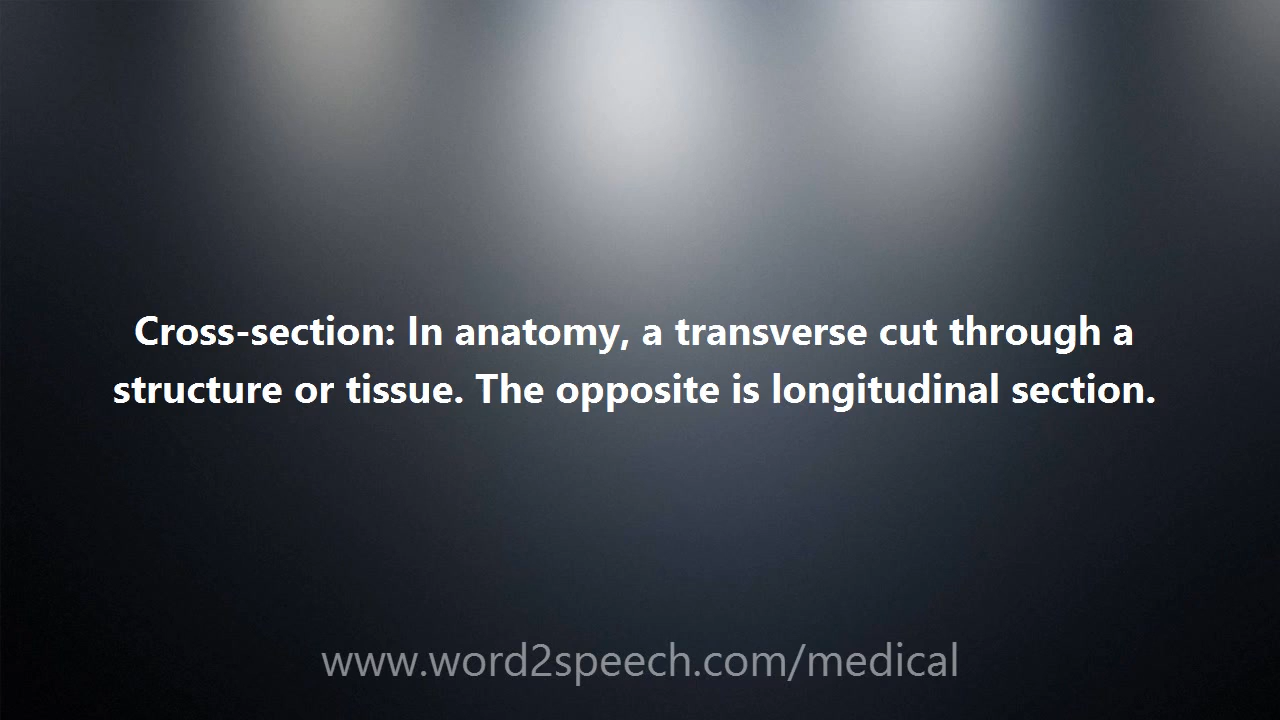 Cross-section: In anatomy, a transverse cut through a
structure or tissue. The opposite is longitudinal section.
www.word2speech.com/medical